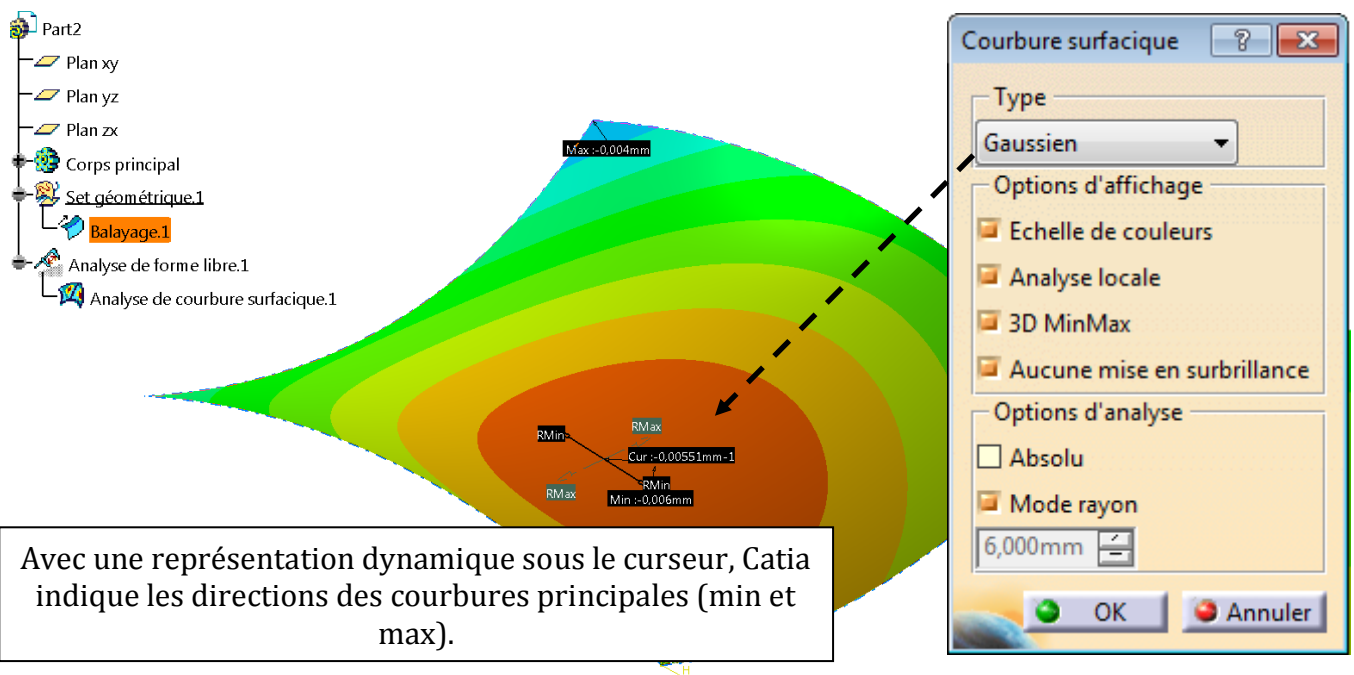 Part2
Plan xy
Plan yz
Plan zx
Corps principal
Set géométrique.1
Balayage.1
Analyse de forme libre.1
Analyse de courbure surfacique.1
Max :-0,004mm
RMin
RMax
Cur :-0,00551mm-1
RMax
RMin
Min :-0,006mm
Avec une représentation dynamique sous le curseur, Catia
indique les directions des courbures principales (min et
max).
H
Courbure surfacique
?
Type
Gaussien
Options d'affichage
Echelle de couleurs
Analyse locale
3D MinMax
Aucune mise en surbrillance
Options d'analyse
Absolu
Mode rayon
6,000mm
OK
Annuler